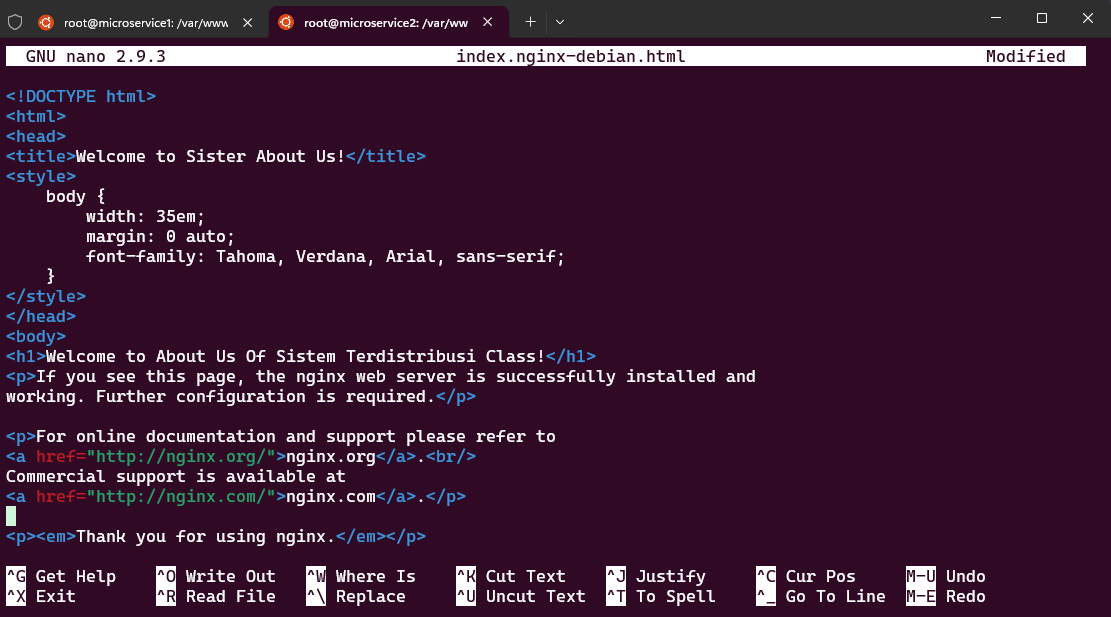 root@microservice1: /var/www
root@microservice2: /var/ww
GNU nano 2.9.3 index.nginx-debian.html Modified
<!DOCTYPE html>
<html>
<head>
<title>Welcome to Sister About Us!</title>
<style>
    body {
        width: 35em;
        margin: 0 auto;
        font-family: Tahoma, Verdana, Arial, sans-serif;
    }
</style>
</head>
<body>
<h1>Welcome to About Us Of Sistem Terdistribusi Class!</h1>
<p>If you see this page, the nginx web server is successfully installed and
working. Further configuration is required.</p>
<p>For online documentation and support please refer to
<a href="http://nginx.org/">nginx.org</a>.<br/>
Commercial support is available at
<a href="http://nginx.com/">nginx.com</a>.</p>
<p><em>Thank you for using nginx.</em></p>
^G Get Help ^O Write Out ^W Where Is ^K Cut Text ^J Justify ^C Cur Pos M-U Undo
^X Exit ^R Read File ^\ Replace ^U Uncut Text ^T To Spell ^_ Go To Line M-E Redo